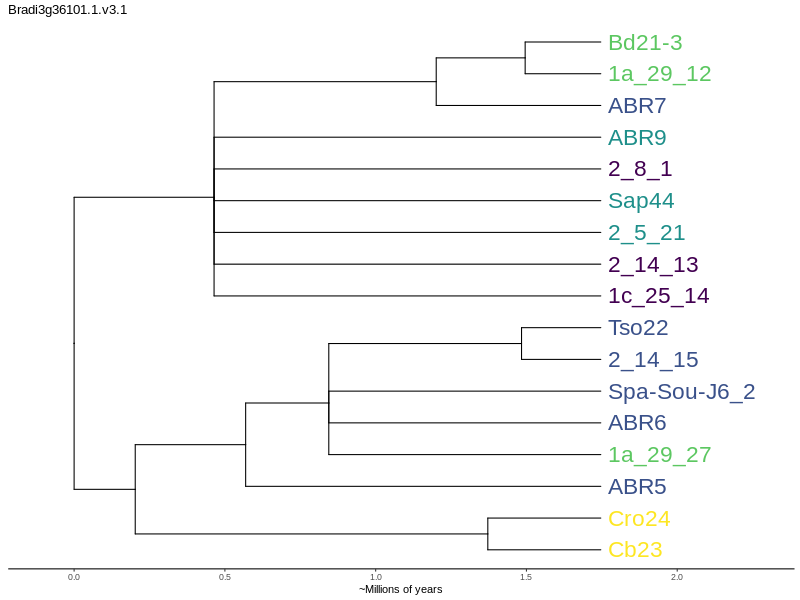 Bradi3g36101.1.v3.1
Bd21-3
1a_29_12
ABR7
ABR9
2_8_1
Sap44
2_5_21
2_14_13
1c_25_14
Tso22
2_14_15
Spa-Sou-J6_2
ABR6
1a_29_27
ABR5
Cro24
Cb23
0.0 0.5 1.0 1.5 2.0
~Millions of years